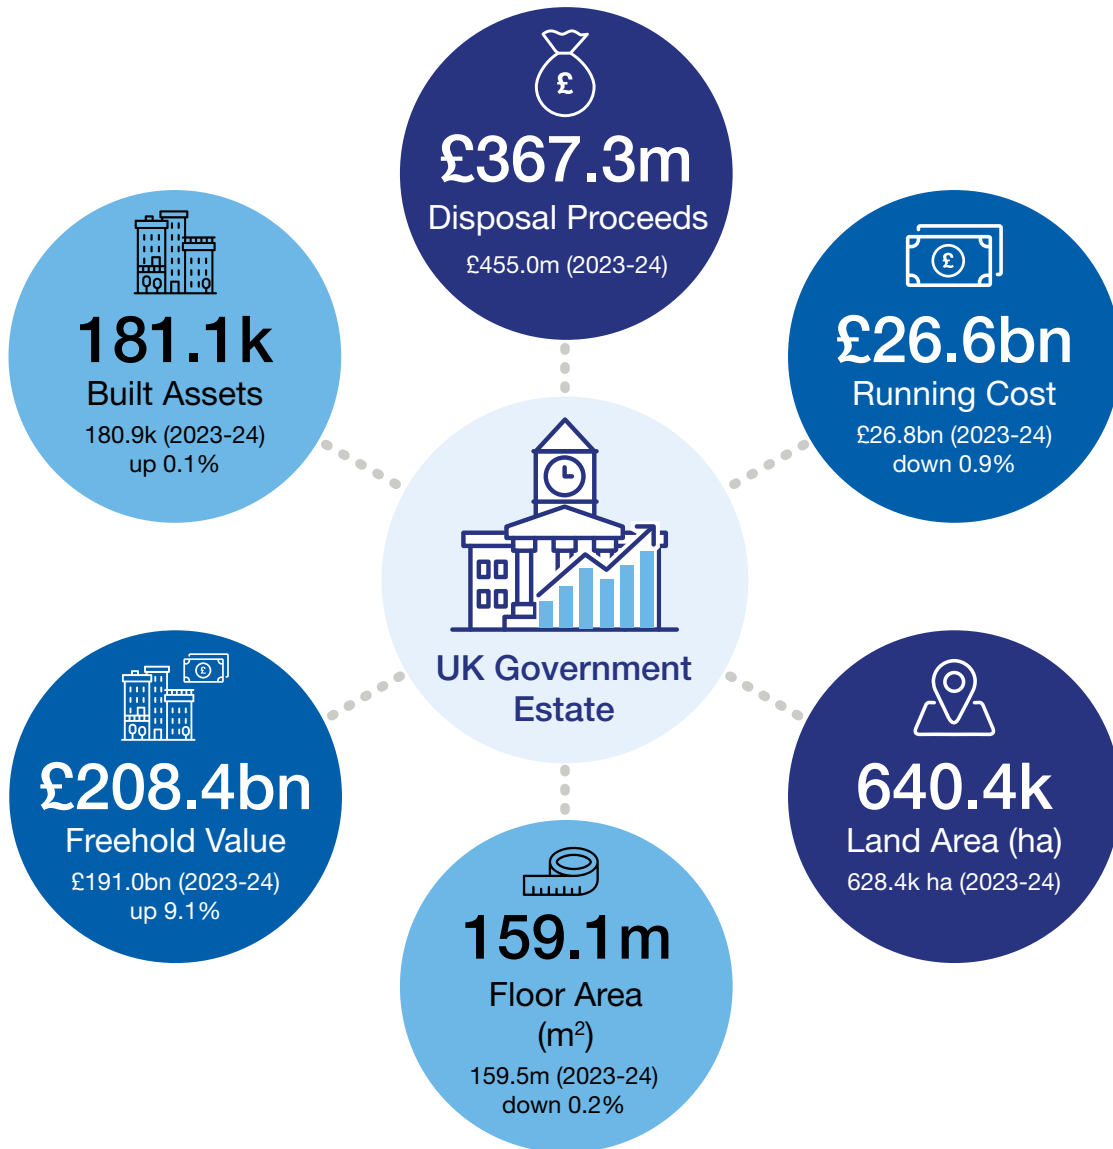 £
£367.3m
Disposal Proceeds
£455.0m (2023-24)
181.1k
Built Assets
180.9k (2023-24)
up 0.1%
£
£26.6bn
Running Cost
£26.8bn (2023-24)
down 0.9%
UK Government
Estate
£
£208.4bn
Freehold Value
£191.0bn (2023-24)
up 9.1%
640.4k
Land Area (ha)
628.4k ha (2023-24)
159.1m
Floor Area
(m²)
159.5m (2023-24)
down 0.2%